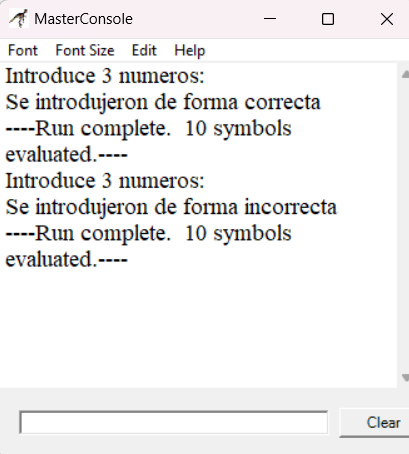 MasterConsole
Font Font Size Edit Help
Introduce 3 numeros:
Se introdujeron de forma correcta
----Run complete.  10 symbols
evaluated.----
Introduce 3 numeros:
Se introdujeron de forma incorrecta
----Run complete.  10 symbols
evaluated.----
Clear